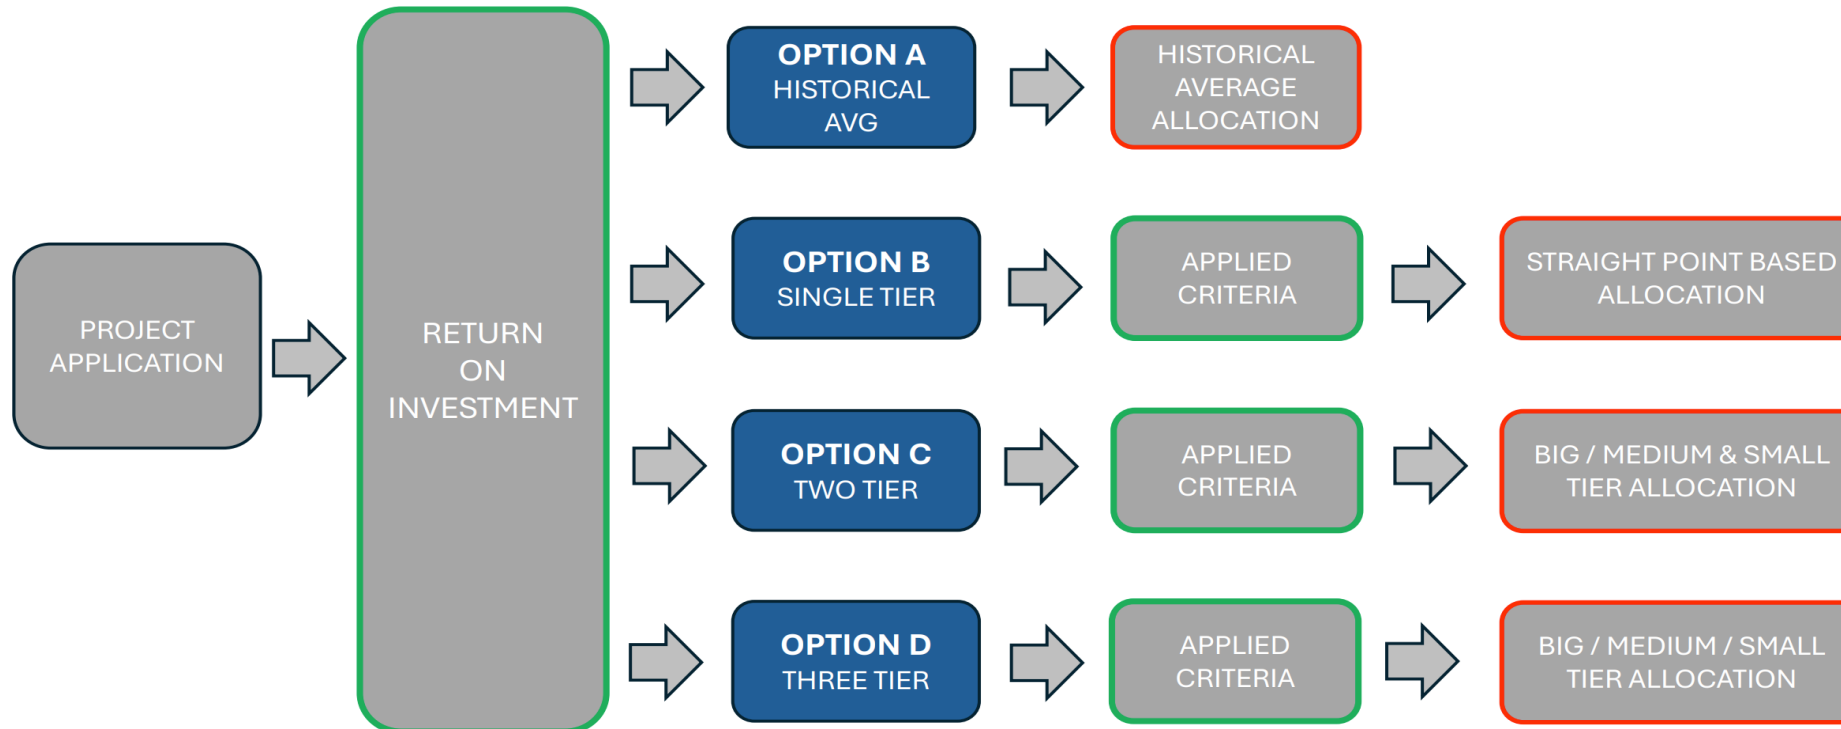 PROJECT
APPLICATION
RETURN
ON
INVESTMENT
OPTION A
HISTORICAL
AVG
HISTORICAL
AVERAGE
ALLOCATION
OPTION B
SINGLE TIER
APPLIED
CRITERIA
STRAIGHT POINT BASED
ALLOCATION
OPTION C
TWO TIER
APPLIED
CRITERIA
BIG / MEDIUM & SMALL
TIER ALLOCATION
OPTION D
THREE TIER
APPLIED
CRITERIA
BIG / MEDIUM / SMALL
TIER ALLOCATION